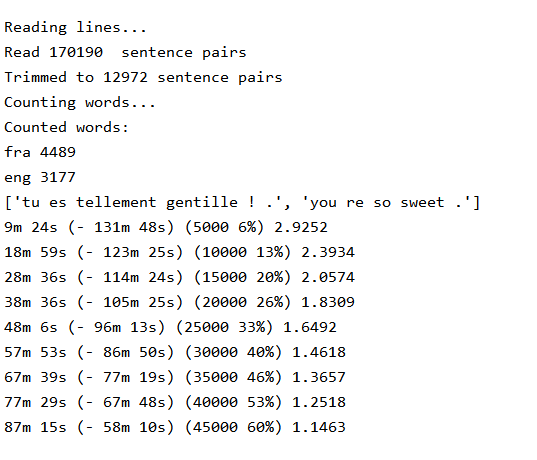 Reading lines...
Read 170190  sentence pairs
Trimmed to 12972 sentence pairs
Counting words...
Counted words:
fra 4489
eng 3177
['tu es tellement gentille ! .', 'you re so sweet .']
9m 24s (- 131m 48s) (5000 6%) 2.9252
18m 59s (- 123m 25s) (10000 13%) 2.3934
28m 36s (- 114m 24s) (15000 20%) 2.0574
38m 36s (- 105m 25s) (20000 26%) 1.8309
48m 6s (- 96m 13s) (25000 33%) 1.6492
57m 53s (- 86m 50s) (30000 40%) 1.4618
67m 39s (- 77m 19s) (35000 46%) 1.3657
77m 29s (- 67m 48s) (40000 53%) 1.2518
87m 15s (- 58m 10s) (45000 60%) 1.1463